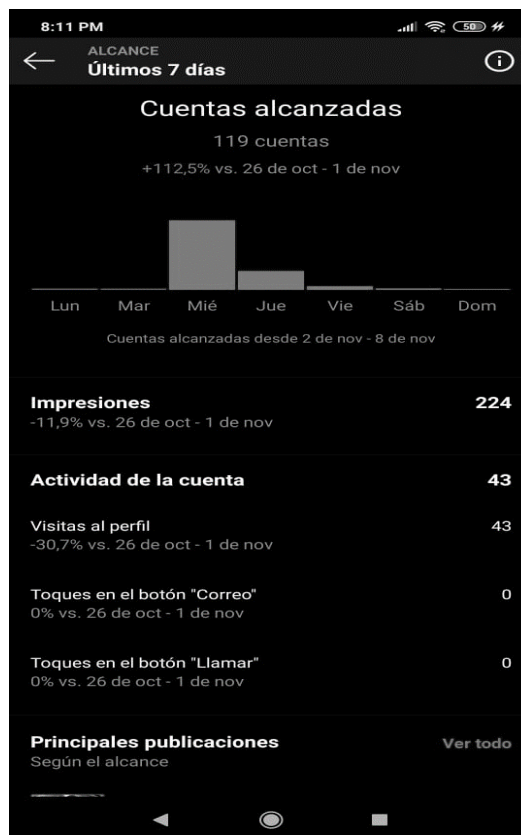 8:11 PM
50
ALCANCE
Últimos 7 días
Cuentas alcanzadas
119 cuentas
+112,5% vs. 26 de oct - 1 de nov
Lun Mar Mié Jue Vie Sáb Dom
Cuentas alcanzadas desde 2 de nov - 8 de nov
Impresiones 224
-11,9% vs. 26 de oct - 1 de nov
Actividad de la cuenta 43
Visitas al perfil 43
-30,7% vs. 26 de oct - 1 de nov
Toques en el botón "Correo" 0
0% vs. 26 de oct - 1 de nov
Toques en el botón "Llamar" 0
0% vs. 26 de oct - 1 de nov
Principales publicaciones Ver todo
Según el alcance